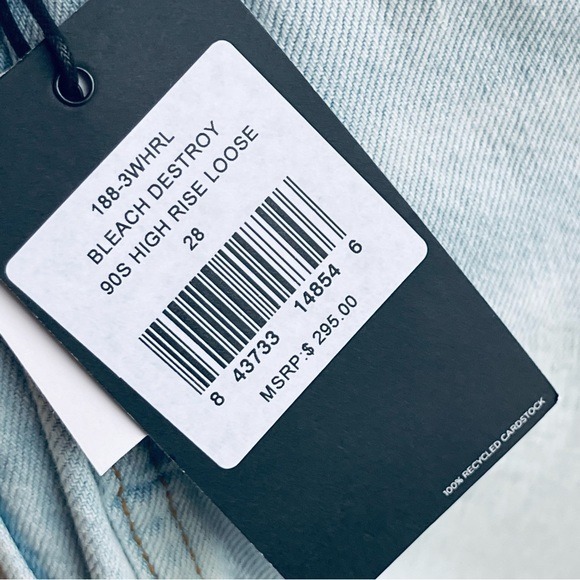 188-3WHRL
BLEACH DESTROY
90S HIGH RISE LOOSE
28
8 43733 14854 6
MSRP:$ 295.00
100% RECYCLED CARDSTOCK